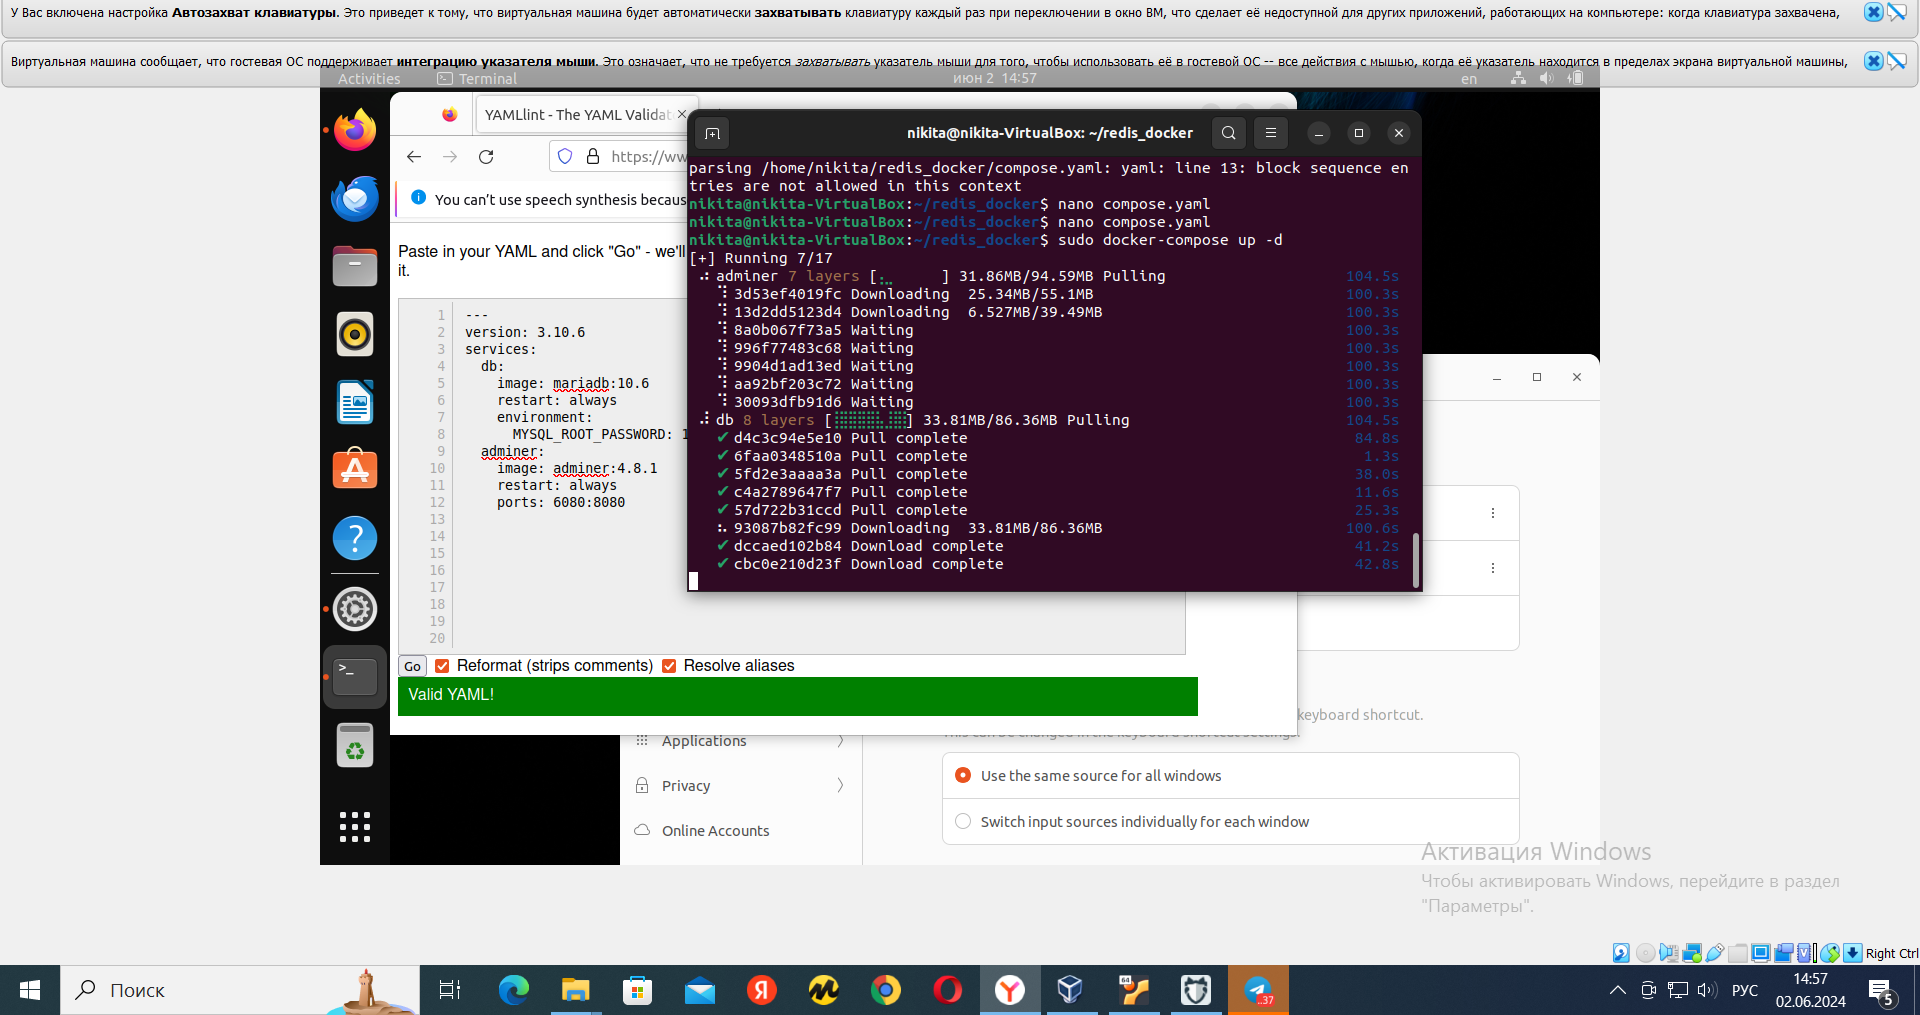 У Вас включена настройка Автозахват клавиатуры. Это приведет к тому, что виртуальная машина будет автоматически захватывать клавиатуру каждый раз при переключении в окно ВМ, что сделает её недоступной для других приложений, работающих на компьютере: когда клавиатура захвачена,
Виртуальная машина сообщает, что гостевая ОС поддерживает интеграцию указателя мыши. Это означает, что не требуется захватывать указатель мыши для того, чтобы использовать её в гостевой ОС -- все действия с мышью, когда её указатель находится в пределах экрана виртуальной машины,
Activities
Terminal
июн 2 14:57
en
YAMLlint - The YAML Validat
https://ww
You can't use speech synthesis becaus
Paste in your YAML and click "Go" - we'll
it.
1 ---
2 version: 3.10.6
3 services:
4 db:
5 image: mariadb:10.6
6 restart: always
7 environment:
8 MYSQL_ROOT_PASSWORD: 1
9 adminer:
10 image: adminer:4.8.1
11 restart: always
12 ports: 6080:8080
13
14
15
16
17
18
19
20
Go
Reformat (strips comments)
Resolve aliases
Valid YAML!
nikita@nikita-VirtualBox: ~/redis_docker
parsing /home/nikita/redis_docker/compose.yaml: yaml: line 13: block sequence en
tries are not allowed in this context
nikita@nikita-VirtualBox:~/redis_docker$ nano compose.yaml
nikita@nikita-VirtualBox:~/redis_docker$ nano compose.yaml
nikita@nikita-VirtualBox:~/redis_docker$ sudo docker-compose up -d
[+] Running 7/17
adminer 7 layers [ ] 31.86MB/94.59MB Pulling 104.5s
3d53ef4019fc Downloading 25.34MB/55.1MB 100.3s
13d2dd5123d4 Downloading 6.527MB/39.49MB 100.3s
8a0b067f73a5 Waiting 100.3s
996f77483c68 Waiting 100.3s
9904d1ad13ed Waiting 100.3s
aa92bf203c72 Waiting 100.3s
30093dfb91d6 Waiting 100.3s
db 8 layers [ ] 33.81MB/86.36MB Pulling 104.5s
✔ d4c3c94e5e10 Pull complete 84.8s
✔ 6faa0348510a Pull complete 1.3s
✔ 5fd2e3aaaa3a Pull complete 38.0s
✔ c4a2789647f7 Pull complete 11.6s
✔ 57d722b31ccd Pull complete 25.3s
93087b82fc99 Downloading 33.81MB/86.36MB 100.6s
✔ dccaed102b84 Download complete 41.2s
✔ cbc0e210d23f Download complete 42.8s
keyboard shortcut.
Applications
Privacy
Online Accounts
Use the same source for all windows
Switch input sources individually for each window
Активация Windows
Чтобы активировать Windows, перейдите в раздел
"Параметры".
Right Ctrl
Поиск
64
..37
РУС
14:57
02.06.2024
5